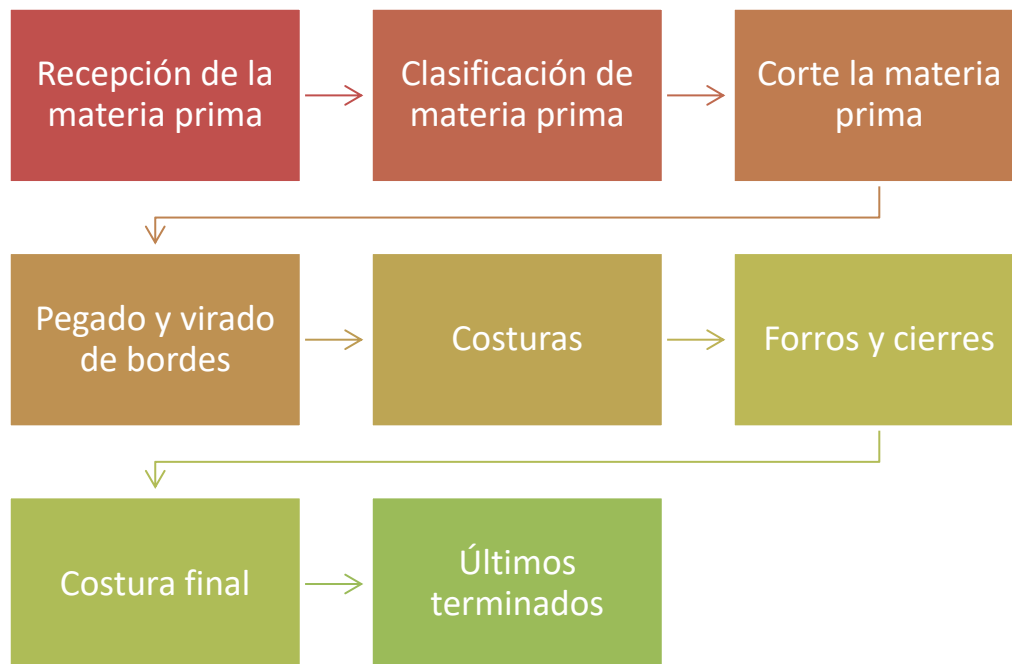 Recepción de la
materia prima
Clasificación de
materia prima
Corte la materia
prima
Pegado y virado
de bordes
Costuras
Forros y cierres
Costura final
Últimos
terminados